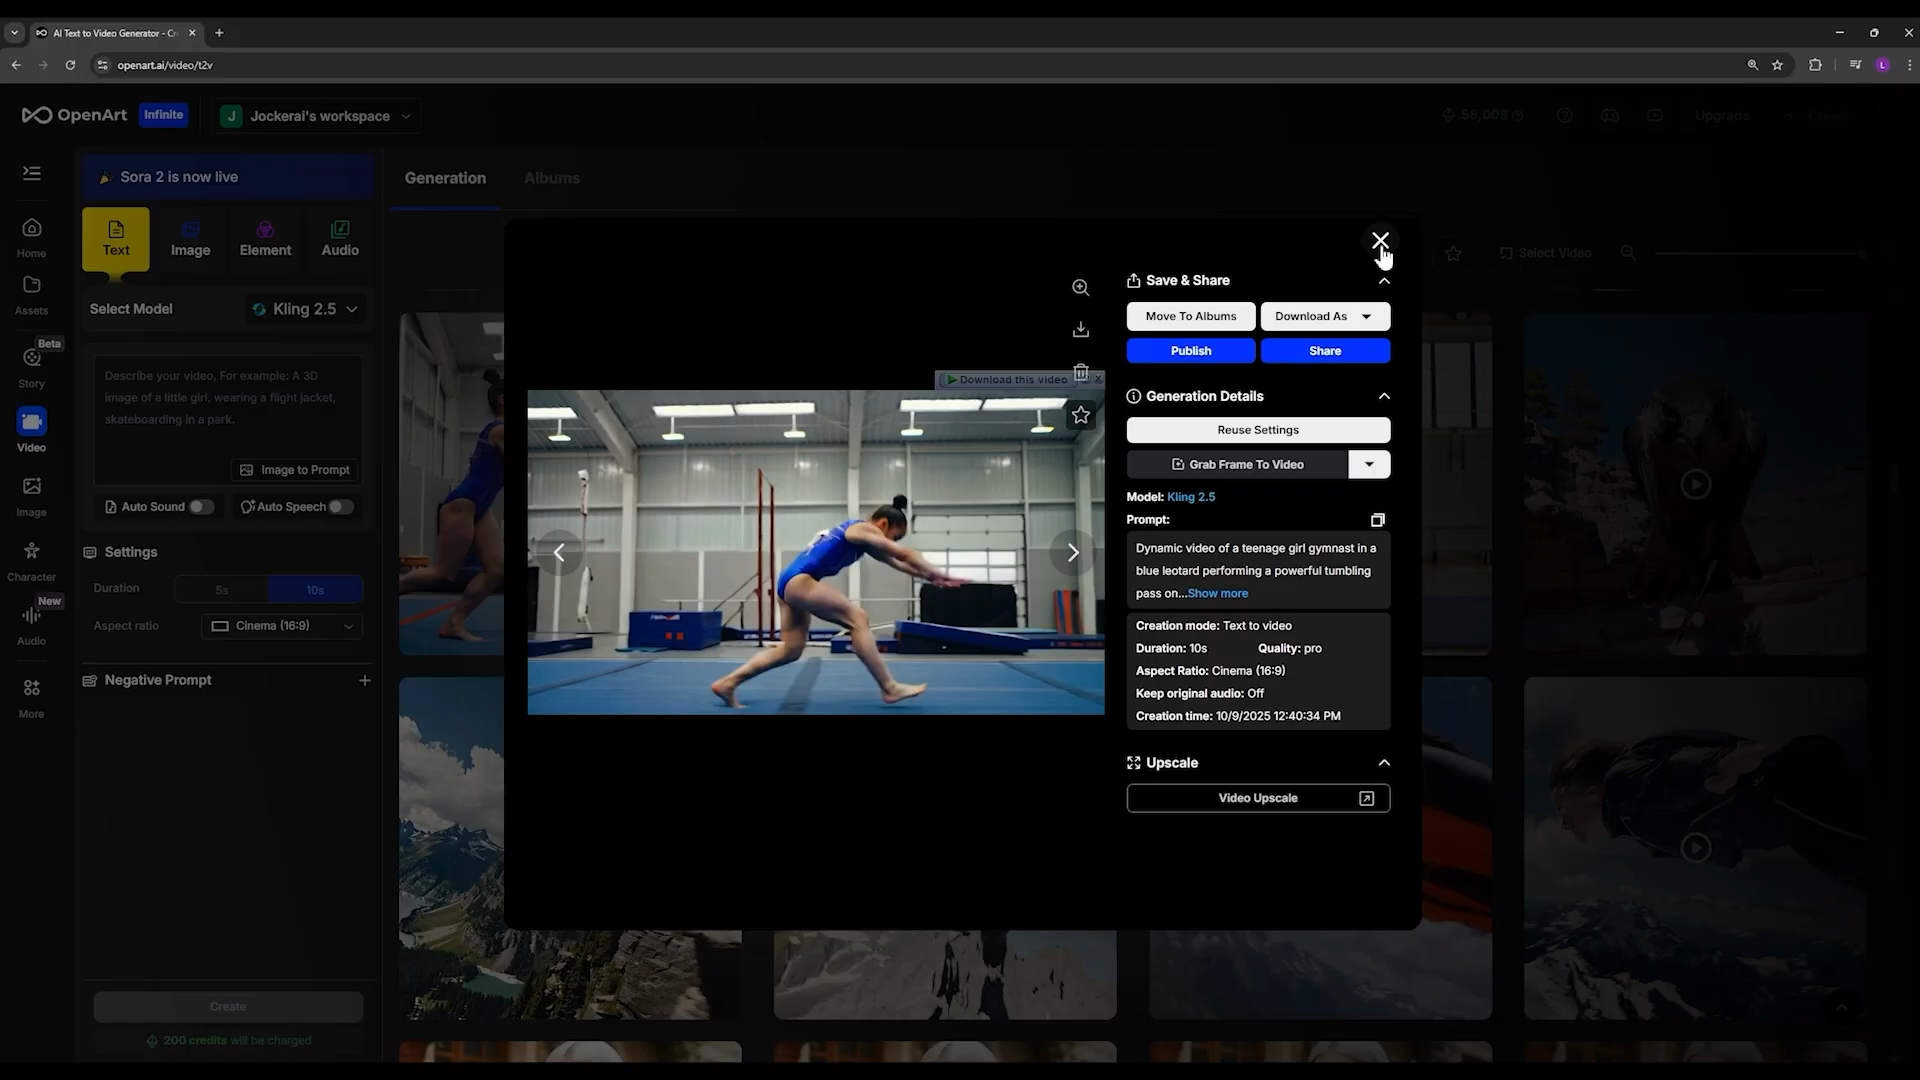 AI Text to Video Generator - Cr
openart.ai/video/t2v
L
OpenArt
Infinite
J
Jockerai's workspace
58,008
Upgrade
Sora 2 is now live
Generation
Albums
Text
Image
Element
Audio
Select Video
Select Model
Kling 2.5
Home
Assets
Beta
Story
Video
Image
Character
New
Audio
More
Describe your video, For example: A 3D
image of a little girl, wearing a flight jacket,
skateboarding in a park.
Image to Prompt
Auto Sound
Auto Speech
Settings
Duration
5s
10s
Aspect ratio
Cinema (16:9)
Negative Prompt
Create
200 credits will be charged
Download this video
Save & Share
Move To Albums
Download As
Publish
Share
Generation Details
Reuse Settings
Grab Frame To Video
Model: Kling 2.5
Prompt:
Dynamic video of a teenage girl gymnast in a
blue leotard performing a powerful tumbling
pass on...Show more
Creation mode: Text to video
Duration: 10s
Quality: pro
Aspect Ratio: Cinema (16:9)
Keep original audio: Off
Creation time: 10/9/2025 12:40:34 PM
Upscale
Video Upscale